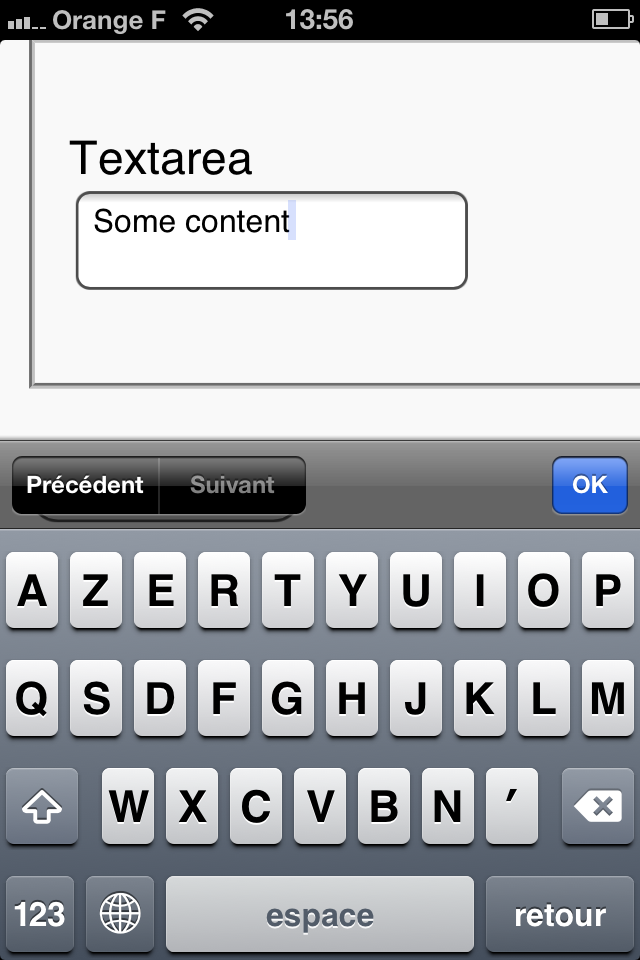 Orange F 13:56
Textarea
Some content
Précédent Suivant OK
A Z E R T Y U I O P
Q S D F G H J K L M
W X C V B N ′
123 espace retour